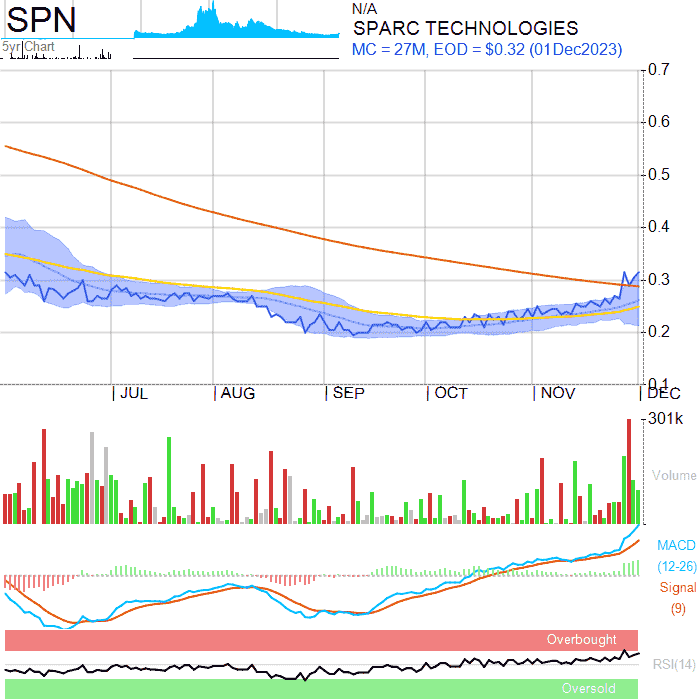 SPN
5yr Chart
N/A
SPARC TECHNOLOGIES
MC = 27M, EOD = $0.32 (01Dec2023)
0.7
0.6
0.5
0.4
0.3
0.2
0.1
JUL AUG SEP OCT NOV DEC
301k
Volume
MACD
(12-26)
Signal
(9)
Overbought
RSI(14)
Oversold